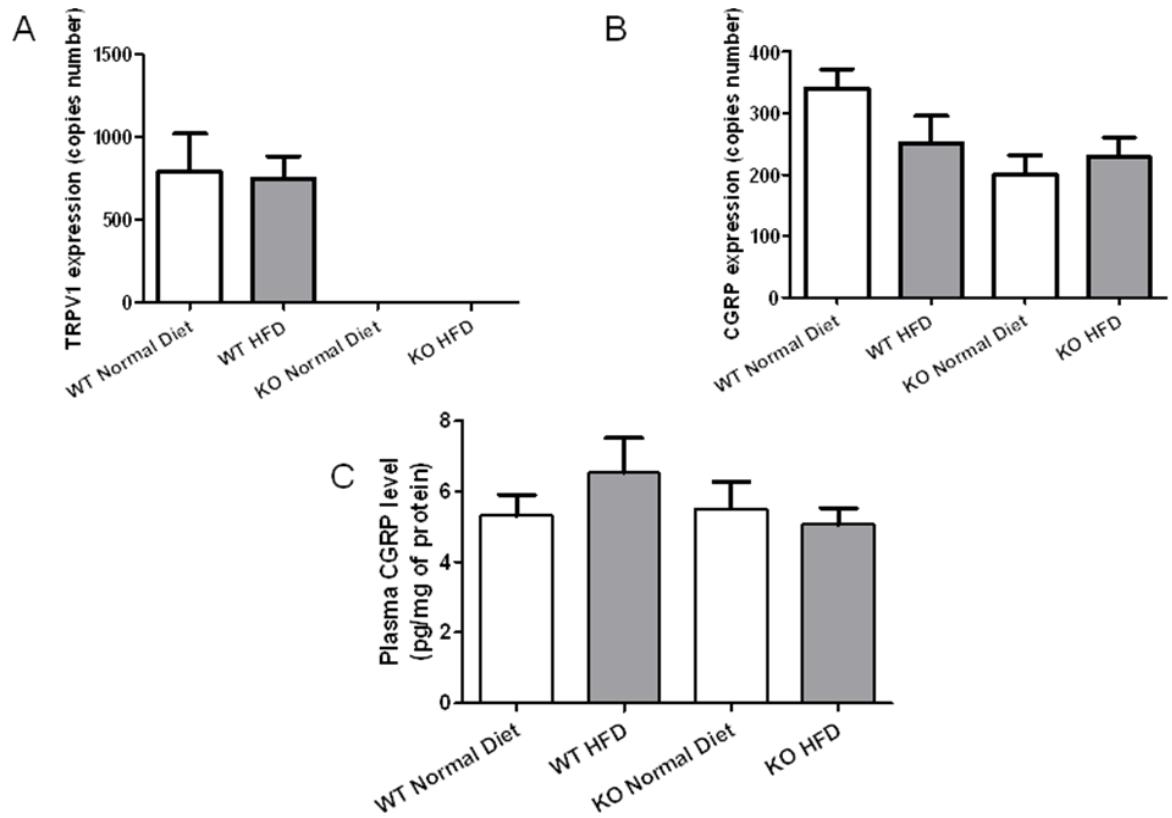 A
TRPV1 expression (copies number)
1500
1000
500
0
WT Normal Diet
WT HFD
KO Normal Diet
KO HFD
B
CGRP expression (copies number)
400
300
200
100
0
WT Normal Diet
WT HFD
KO Normal Diet
KO HFD
C
Plasma CGRP level
(pg/mg of protein)
8
6
4
2
0
WT Normal Diet
WT HFD
KO Normal Diet
KO HFD